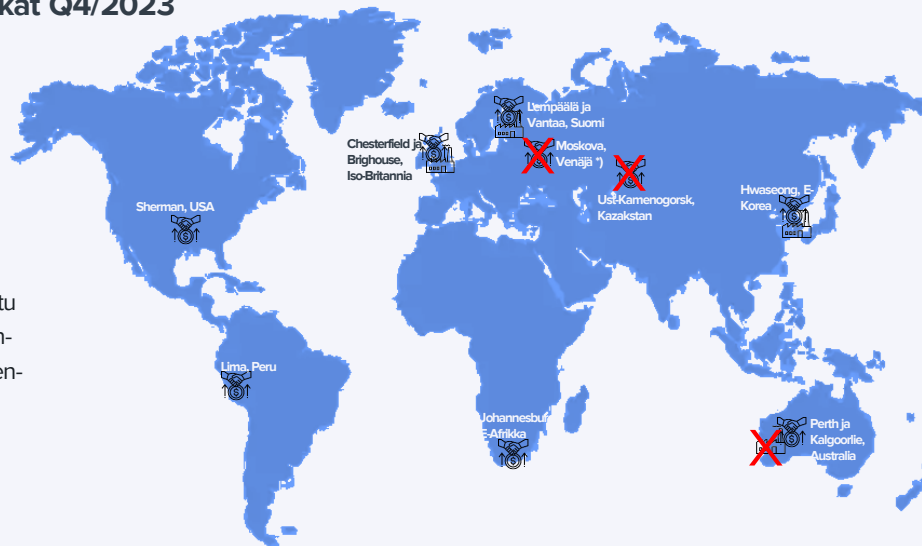 kat Q4/2023
Lempäälä ja
Vantaa, Suomi
Chesterfield ja
Brighouse,
Iso-Britannia
Moskova,
Venäjä *)
Ust-Kamenogorsk,
Kazakstan
Hwaseong, E-
Korea
Sherman, USA
tu
n-
en-
Lima, Peru
Johannesbur
E-Afrikka
Perth ja
Kalgoorlie,
Australia